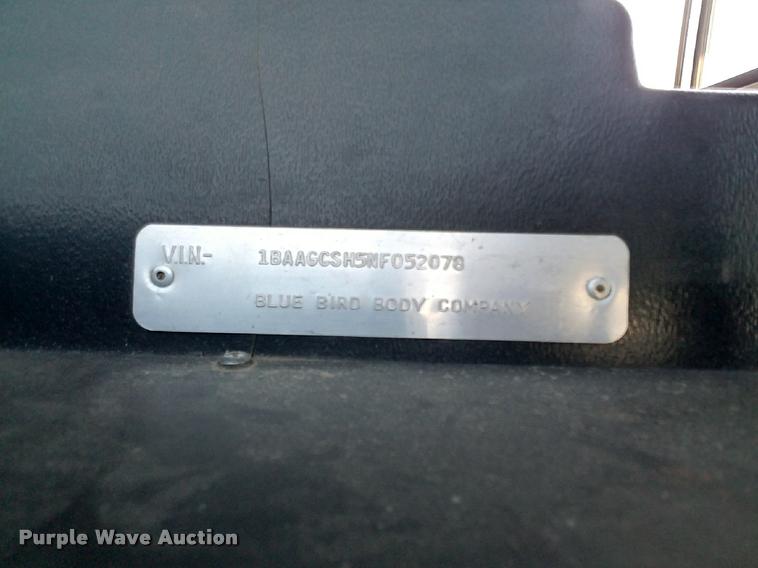 V.I.N.- 1BAAGCSH5NF052078
BLUE BIRD BODY COMPANY
Purple Wave Auction